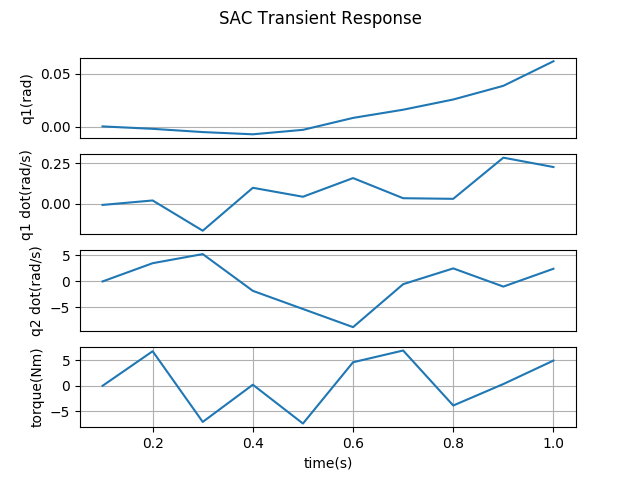 SAC Transient Response
q1(rad)
0.05
0.00
q1 dot(rad/s)
0.25
0.00
q2 dot(rad/s)
5
0
−5
torque(Nm)
5
0
−5
0.2 0.4 0.6 0.8 1.0
time(s)